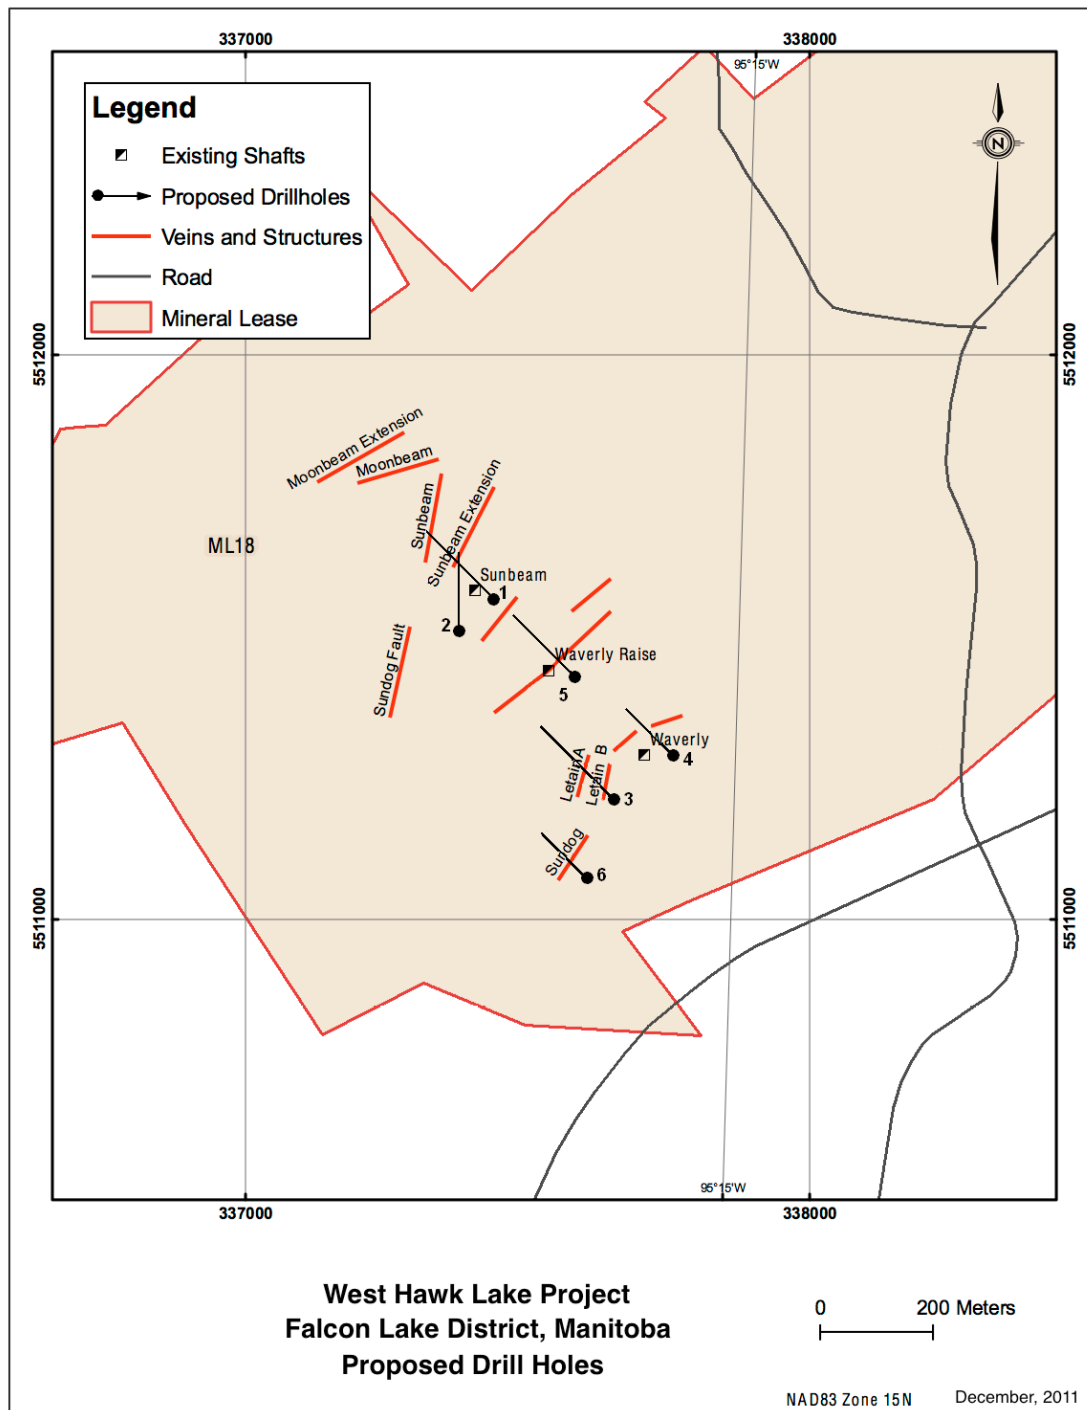 337000
338000
95°15'W
Legend
Existing Shafts
Proposed Drillholes
Veins and Structures
Road
Mineral Lease
N
5512000
5512000
Moonbeam Extension
Moonbeam
Sunbeam
Sunbeam Extension
ML18
Sunbeam
1
2
Sundog Fault
Waverly Raise
5
Waverly
4
Letain A
Letain B
3
Sundog
6
5511000
5511000
95°15'W
337000
338000
West Hawk Lake Project
Falcon Lake District, Manitoba
Proposed Drill Holes
0 200 Meters
NAD83 Zone 15N December, 2011